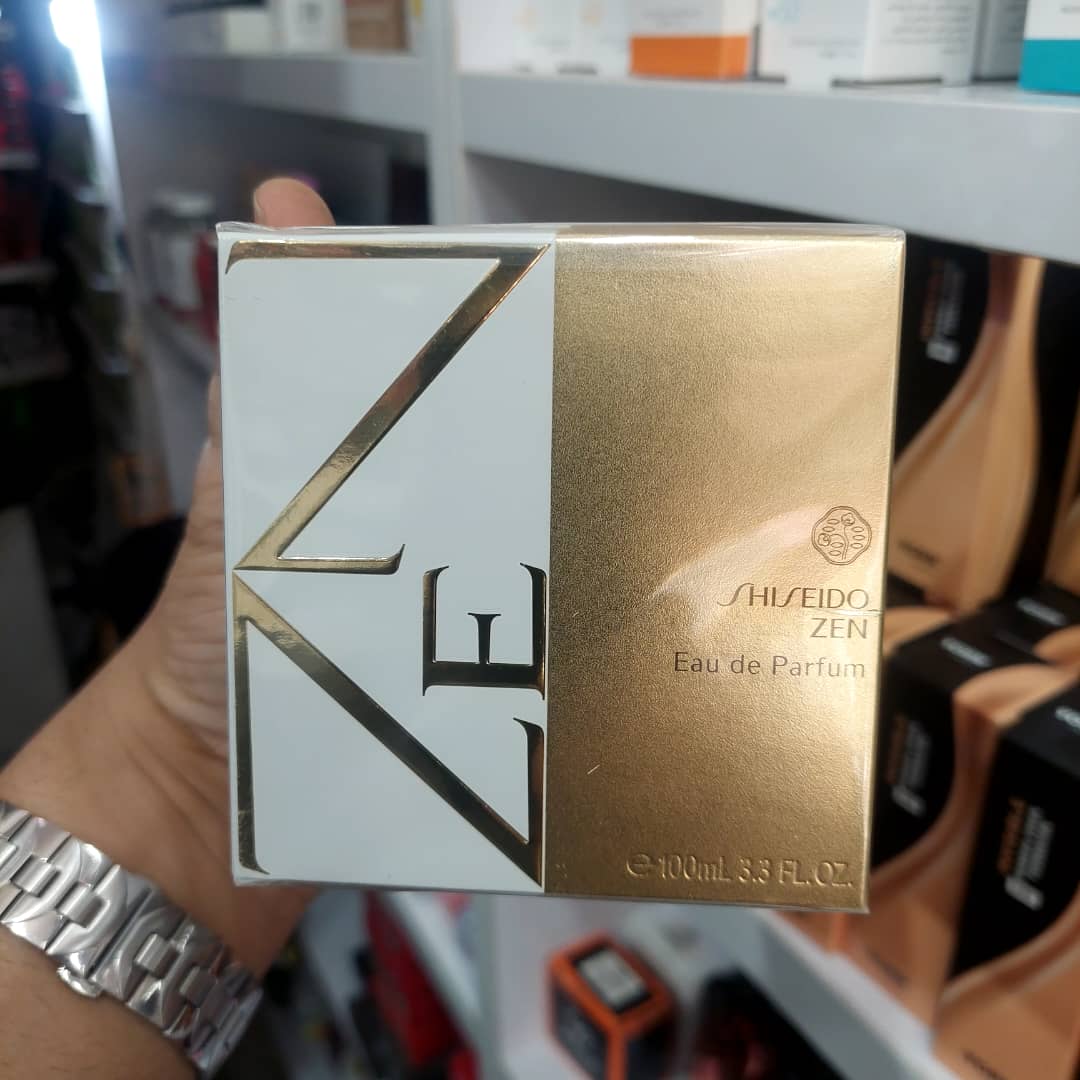 ZEN
SHISEIDO
ZEN
Eau de Parfum
e 100mL 3.3 FL.OZ.